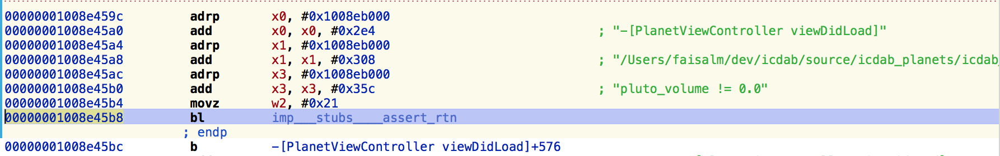 00000001008e459c adrp x0, #0x1008eb000
00000001008e45a0 add x0, x0, #0x2e4 ; "-[PlanetViewController viewDidLoad]"
00000001008e45a4 adrp x1, #0x1008eb000
00000001008e45a8 add x1, x1, #0x308 ; "/Users/faisalm/dev/icdab/source/icdab_planets/icdab_
00000001008e45ac adrp x3, #0x1008eb000
00000001008e45b0 add x3, x3, #0x35c ; "pluto_volume != 0.0"
00000001008e45b4 movz w2, #0x21
00000001008e45b8 bl imp___stubs____assert_rtn
; endp
00000001008e45bc b -[PlanetViewController viewDidLoad]+576